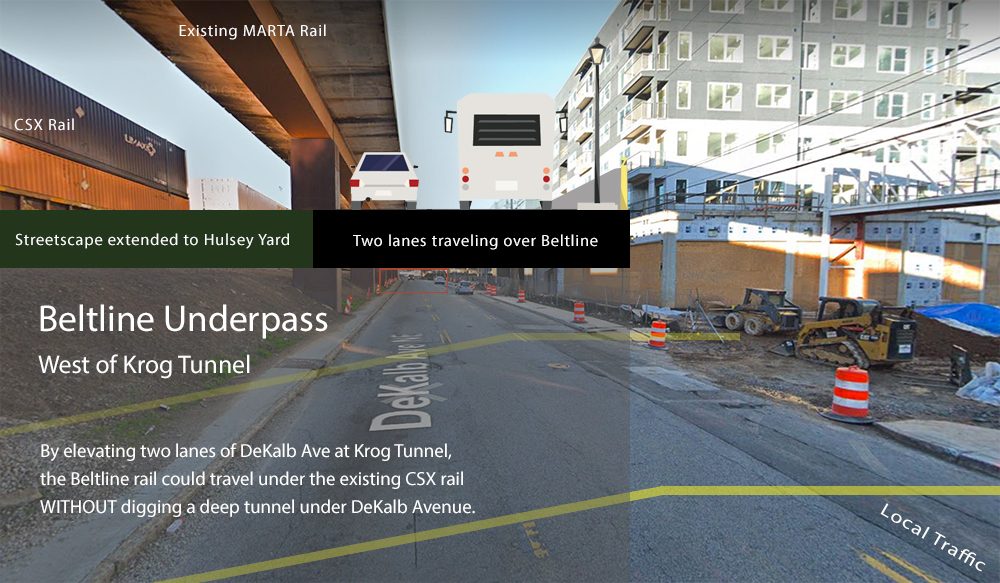 Existing MARTA Rail
CSX Rail
Streetscape extended to Hulsey Yard
Two lanes traveling over Beltline
Beltline Underpass
West of Krog Tunnel
DeKalb Ave NE
By elevating two lanes of DeKalb Ave at Krog Tunnel,
the Beltline rail could travel under the existing CSX rail
WITHOUT digging a deep tunnel under DeKalb Avenue.
Local Traffic